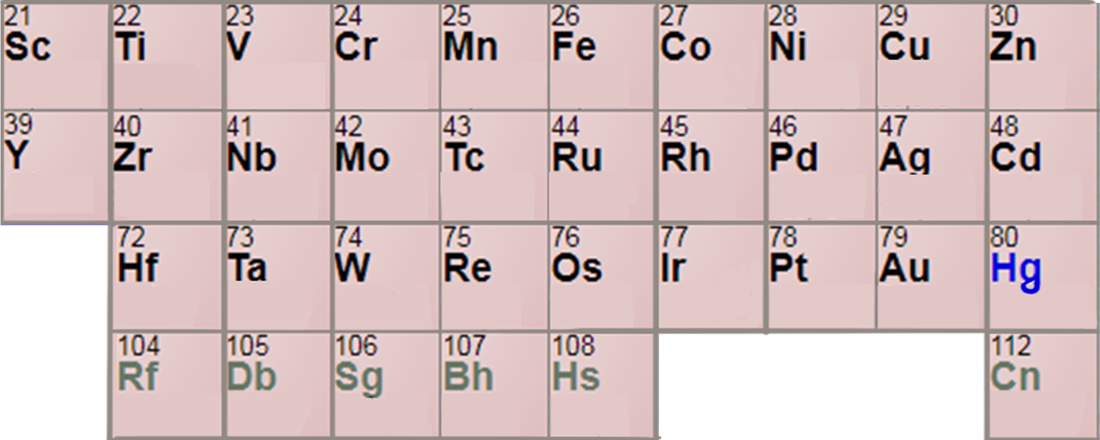 21 22 23 24 25 26 27 28 29 30
Sc Ti V Cr Mn Fe Co Ni Cu Zn
39 40 41 42 43 44 45 46 47 48
Y Zr Nb Mo Tc Ru Rh Pd Ag Cd
72 73 74 75 76 77 78 79 80
Hf Ta W Re Os Ir Pt Au Hg
104 105 106 107 108 112
Rf Db Sg Bh Hs Cn